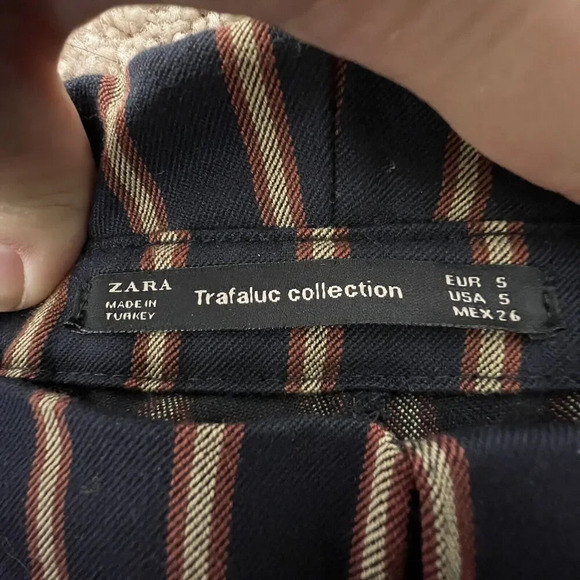 ZARA
MADE IN
TURKEY
Trafaluc collection
EUR S
USA S
MEX 26